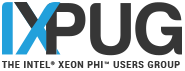 IXPUG
THE INTEL® XEON PHI™ USERS GROUP